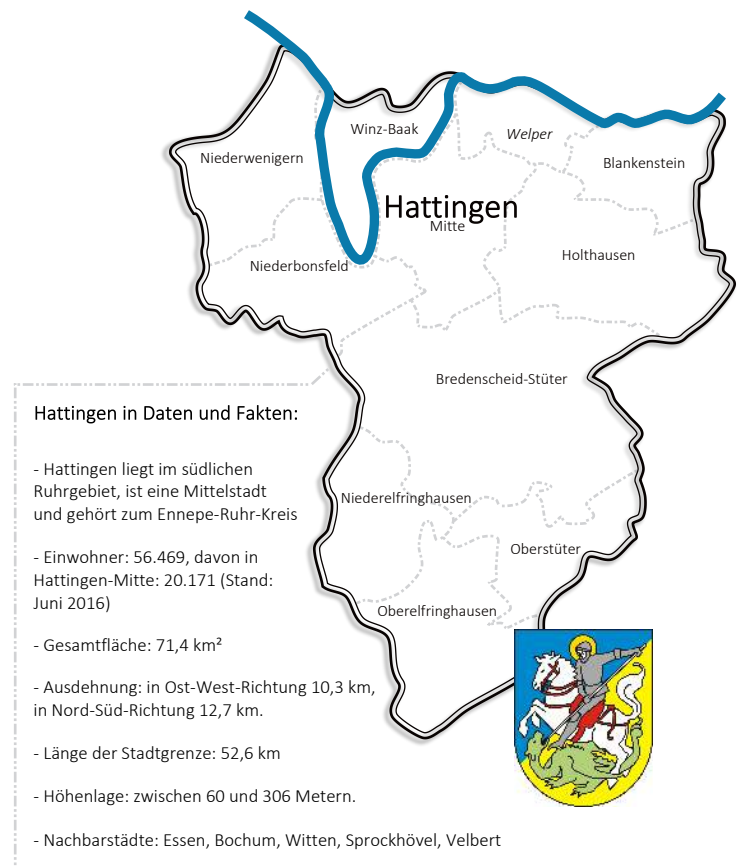 Winz-Baak
Welper
Niederwenigern
Blankenstein
Hattingen
Mitte
Holthausen
Niederbonsfeld
Bredenscheid-Stüter
Niederelfringhausen
Oberstüter
Oberelfringhausen
Hattingen in Daten und Fakten:
- Hattingen liegt im südlichen
Ruhrgebiet, ist eine Mittelstadt
und gehört zum Ennepe-Ruhr-Kreis
- Einwohner: 56.469, davon in
Hattingen-Mitte: 20.171 (Stand:
Juni 2016)
- Gesamtfläche: 71,4 km²
- Ausdehnung: in Ost-West-Richtung 10,3 km,
in Nord-Süd-Richtung 12,7 km.
- Länge der Stadtgrenze: 52,6 km
- Höhenlage: zwischen 60 und 306 Metern.
- Nachbarstädte: Essen, Bochum, Witten, Sprockhövel, Velbert